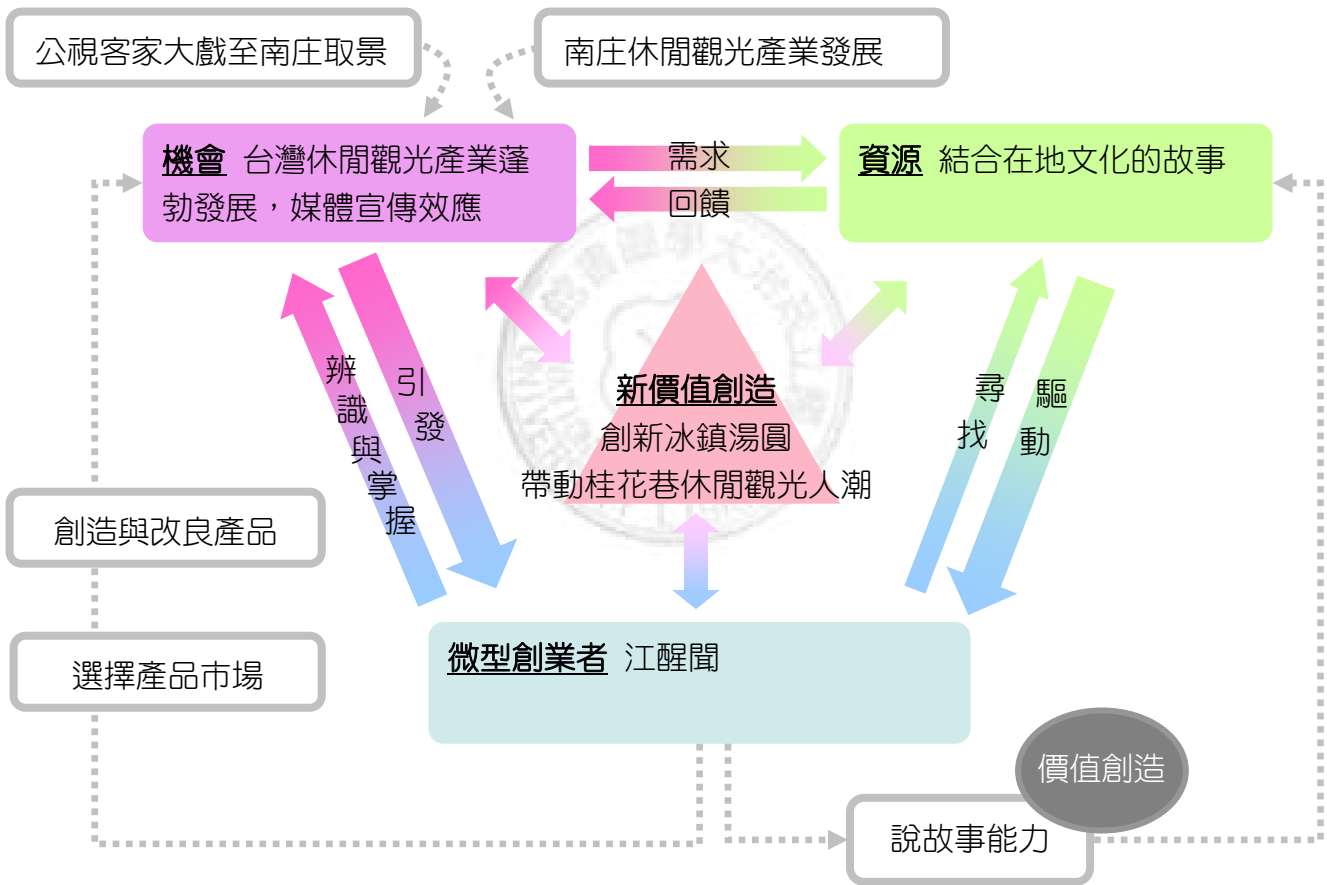 公視客家大戲至南庄取景
南庄休閒觀光產業發展
機會 台灣休閒觀光產業蓬
勃發展，媒體宣傳效應
需求
回饋
資源 結合在地文化的故事
辨識與掌握
引發
新價值創造
創新冰鎮湯圓
帶動桂花巷休閒觀光人潮
尋找
驅動
創造與改良產品
選擇產品市場
微型創業者 江醒聞
價值創造
說故事能力